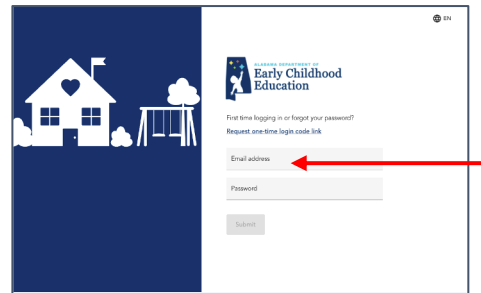 EN
ALABAMA DEPARTMENT OF
Early Childhood
Education
First time logging in or forgot your password?
Request one-time login code link
Email address
Password
Submit